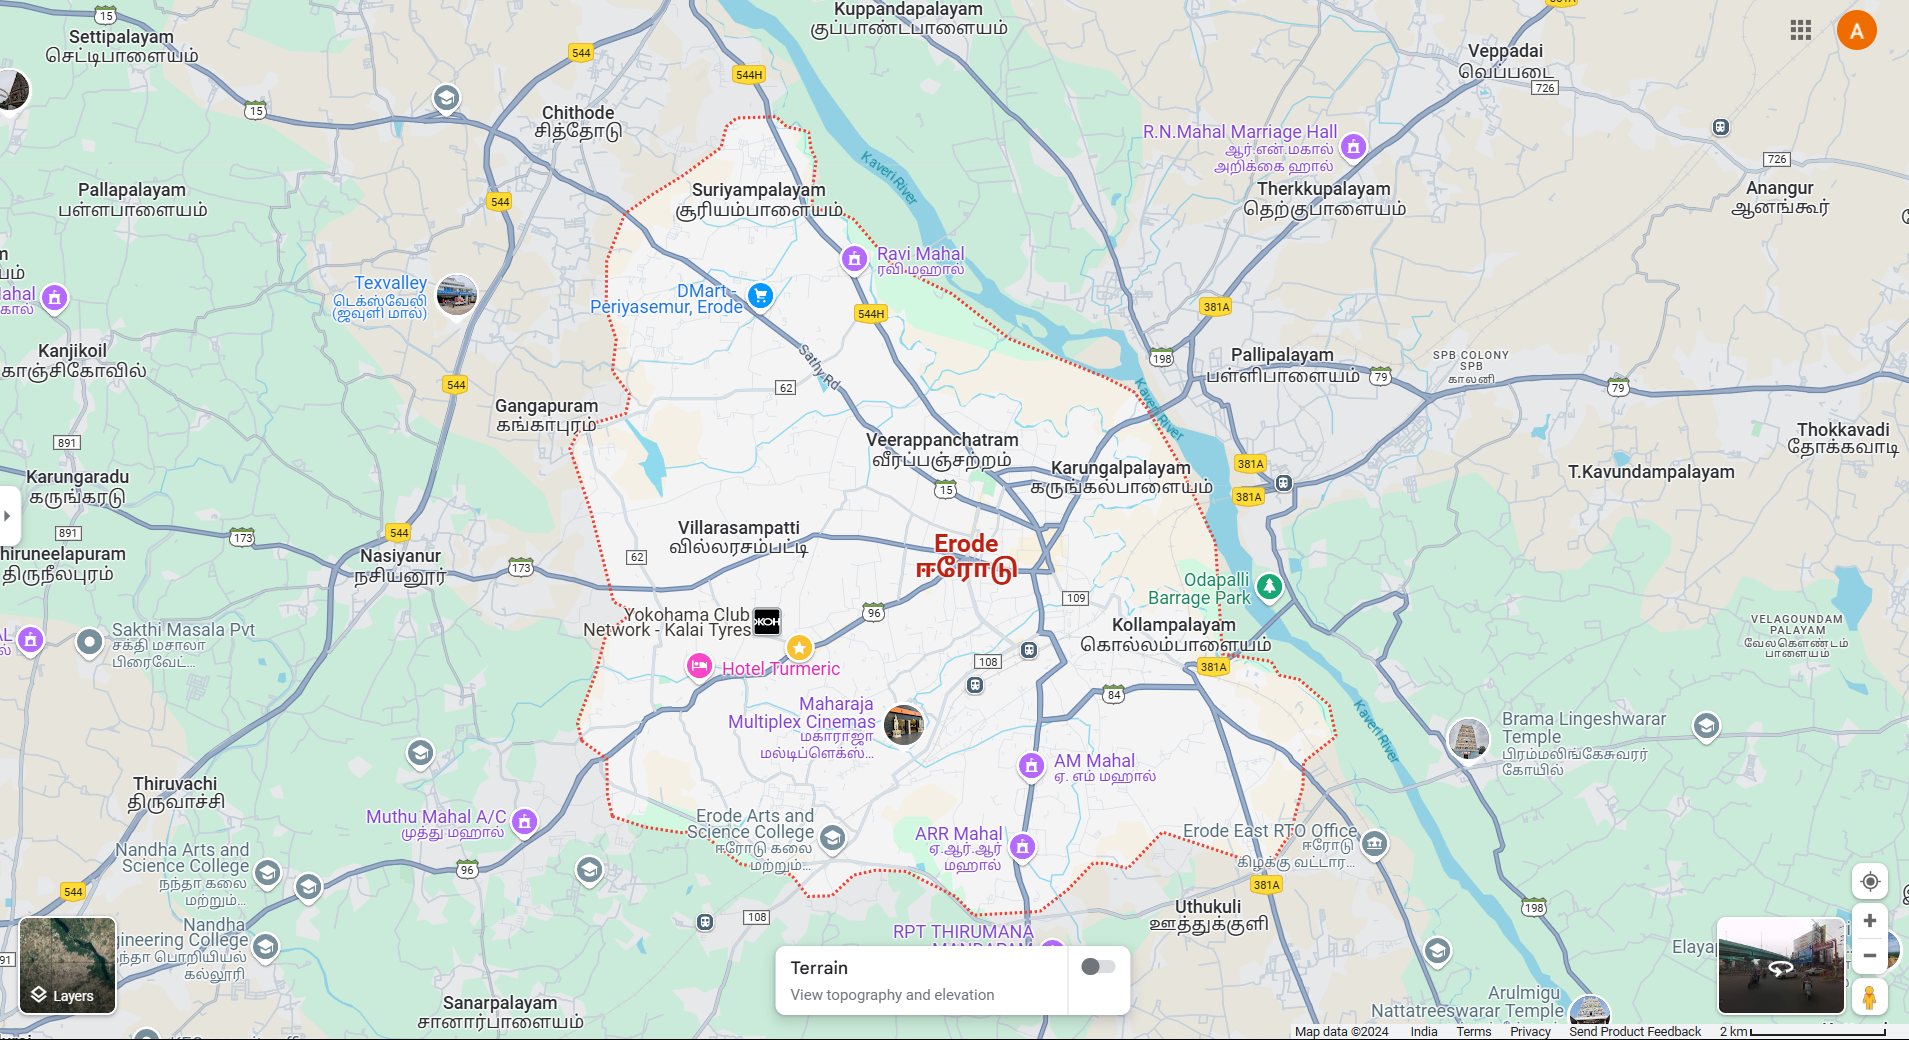 15
Settipalayam
செட்டிபாளையம்
544
544H
Kuppandapalayam
குப்பாண்டபாளையம்
Veppadai
வெப்படை
726
A
15
Chithode
சித்தோடு
Kaveri River
R.N.Mahal Marriage Hall
ஆர்.என்.மகால்
அறிக்கை ஹால்
726
Pallapalayam
பள்ளபாளையம்
544
Suriyampalayam
சூரியம்பாளையம்
Therkkupalayam
தெற்குபாளையம்
Anangur
ஆனங்கூர்
Texvalley
டெக்ஸ்வேலி
(ஜவுளி மால்)
Ravi Mahal
ரவி மஹால்
DMart -
Periyasemur, Erode
544H
381A
Kanjikoil
காஞ்சிகோவில்
544
Sathy Rd
62
198
Pallipalayam
பள்ளிபாளையம்
79
SPB COLONY
SPB
காலனி
79
Gangapuram
கங்காபுரம்
891
Kaveri River
Veerappanchatram
வீரப்பஞ்சற்றம்
Thokkavadi
தோக்கவாடி
Karungaradu
கருங்கரடு
15
Karungalpalayam
கருங்கல்பாளையம்
381A
381A
T.Kavundampalayam
891
173
544
Villarasampatti
வில்லரசம்பட்டி
hiruneelapuram
திருநீலபுரம்
Nasiyanur
நசியனூர்
173
62
Erode
ஈரோடு
Odapalli
Barrage Park
109
96
Yokohama Club
Network - Kalai Tyres
Kollampalayam
கொல்லம்பாளையம்
VELAGOUNDAM
PALAYAM
வேலகௌண்டம்
பாளையம்
Sakthi Masala Pvt
சக்தி மசாலா
பிரைவேட்...
Hotel Turmeric
108
381A
84
Maharaja
Multiplex Cinemas
மகாராஜா
மல்டிப்ளெக்ஸ்...
Kaveri River
Brama Lingeshwarar
Temple
பிரம்மலிங்கேசுவரர்
கோயில்
AM Mahal
ஏ. எம் மஹால்
Thiruvachi
திருவாச்சி
Muthu Mahal A/C
முத்து மஹால்
Erode Arts and
Science College
ஈரோடு கலை
மற்றும்...
ARR Mahal
ஏ.ஆர்.ஆர்
மஹால்
Erode East RTO Office
ஈரோடு
கிழக்கு வட்டார...
Nandha Arts and
Science College
நந்தா கலை
மற்றும்...
96
544
381A
Uthukuli
ஊத்துக்குளி
198
108
Nandha
gineering College
ந்தா பொறியியல்
கல்லூரி
RPT THIRUMANA
Elaya
91
Layers
Terrain
View topography and elevation
Sanarpalayam
சானார்பாளையம்
Arulmigu
Nattatreeswarar Temple
Map data ©2024
India
Terms
Privacy
Send Product Feedback
2 km